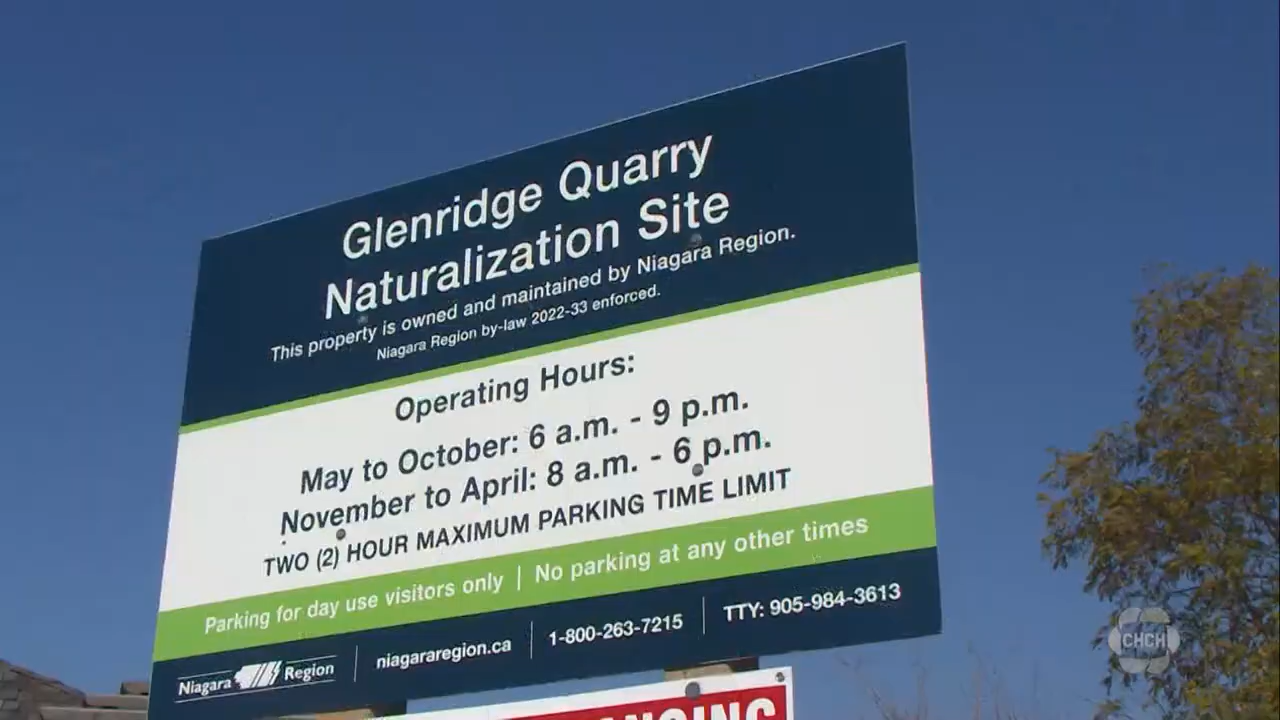 Glenridge Quarry
Naturalization Site
This property is owned and maintained by Niagara Region.
Niagara Region by-law 2022-33 enforced.
Operating Hours:
May to October: 6 a.m. - 9 p.m.
November to April: 8 a.m. - 6 p.m.
TWO (2) HOUR MAXIMUM PARKING TIME LIMIT
Parking for day use visitors only | No parking at any other times
Niagara Region | niagararegion.ca | 1-800-263-7215 | TTY: 905-984-3613
CHCH